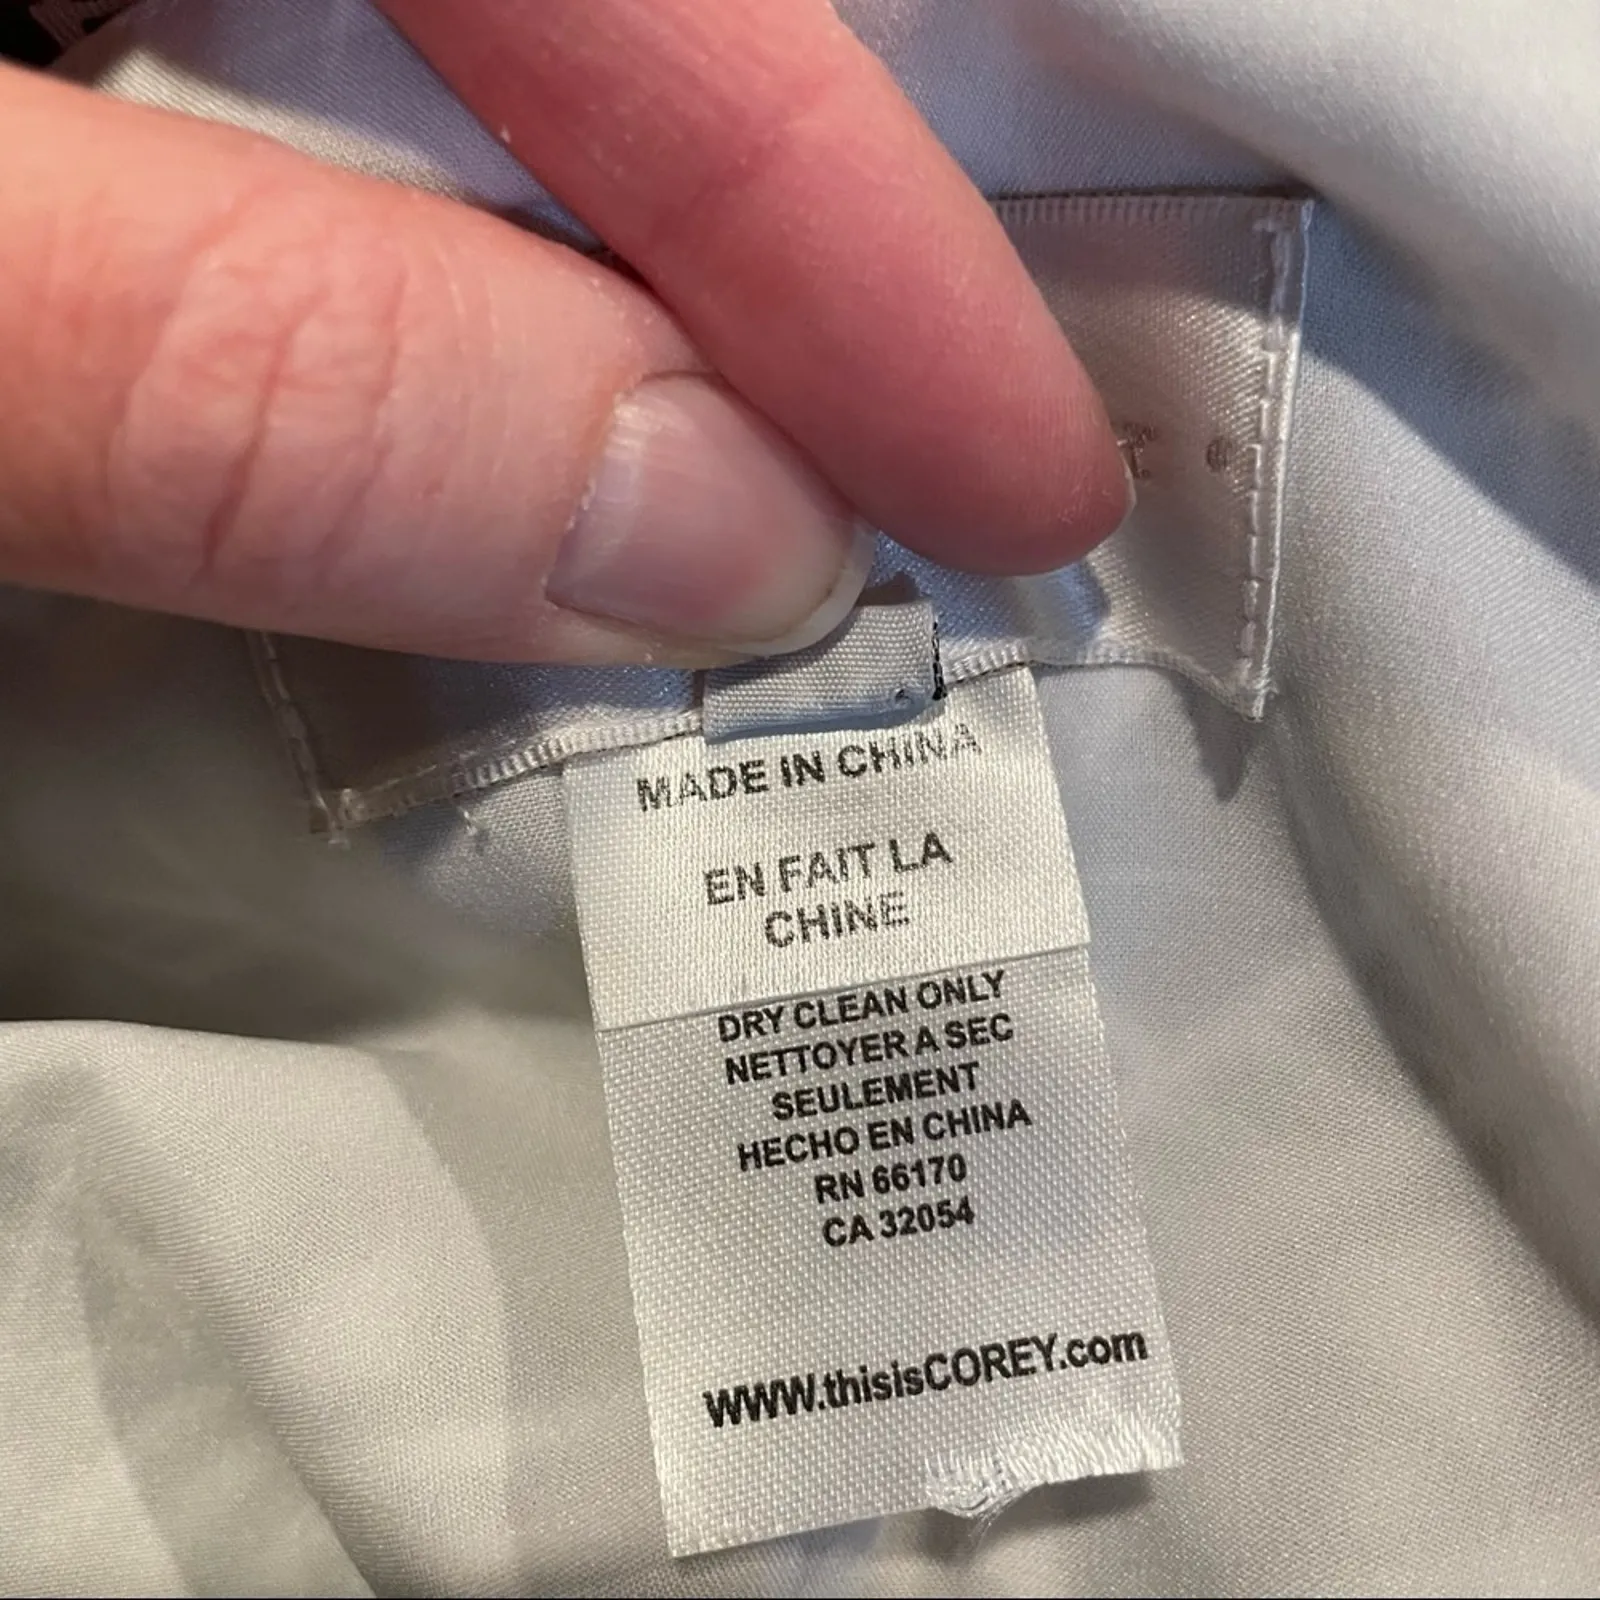 MADE IN CHINA
EN FAIT LA
CHINE
DRY CLEAN ONLY
NETTOYER A SEC
SEULEMENT
HECHO EN CHINA
RN 66170
CA 32054
WWW.thisisCOREY.com